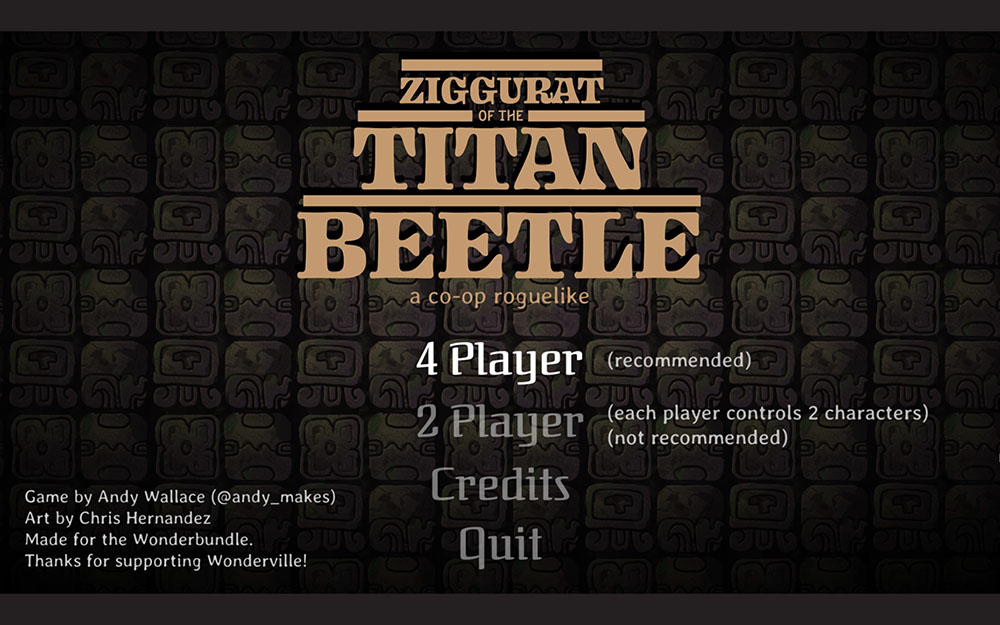 ZIGGURAT
OF THE
TITAN
BEETLE
a co-op roguelike
4 Player (recommended)
2 Player (each player controls 2 characters)
(not recommended)
Credits
Quit
Game by Andy Wallace (@andy_makes)
Art by Chris Hernandez
Made for the Wonderbundle.
Thanks for supporting Wonderville!